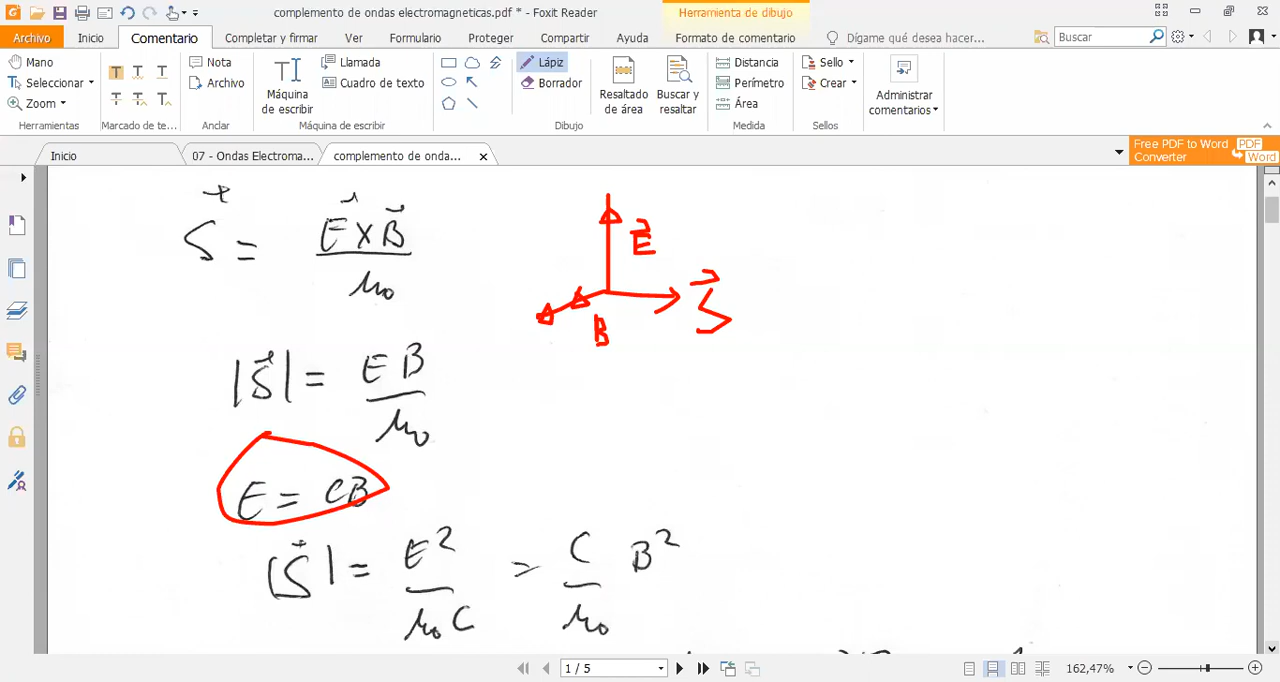 complemento de ondas electromagneticas.pdf * - Foxit Reader
Herramienta de dibujo
Archivo Inicio Comentario Completar y firmar Ver Formulario Proteger Compartir Ayuda Formato de comentario Dígame qué desea hacer... Buscar
Mano
Seleccionar
Zoom
Herramientas
Marcado de te...
Nota
Archivo
Andar
Máquina de escribir
Llamada
Cuadro de texto
Máquina de escribir
Lápiz
Borrador
Resaltado de área
Buscar y resaltar
Dibujo
Distancia
Perímetro
Área
Medida
Sello
Crear
Sellos
Administrar comentarios
Comentarios
Inicio 07 - Ondas Electroma... complemento de onda...
Free PDF to Word Converter
PDF
Word
S⃗ = E⃗ x B⃗ / μ₀
E⃗
B
S⃗
|S⃗| = E B / μ₀
E = CB
|S⃗| = E² / μ₀ C = C / μ₀ B²
1 / 5
162,47%